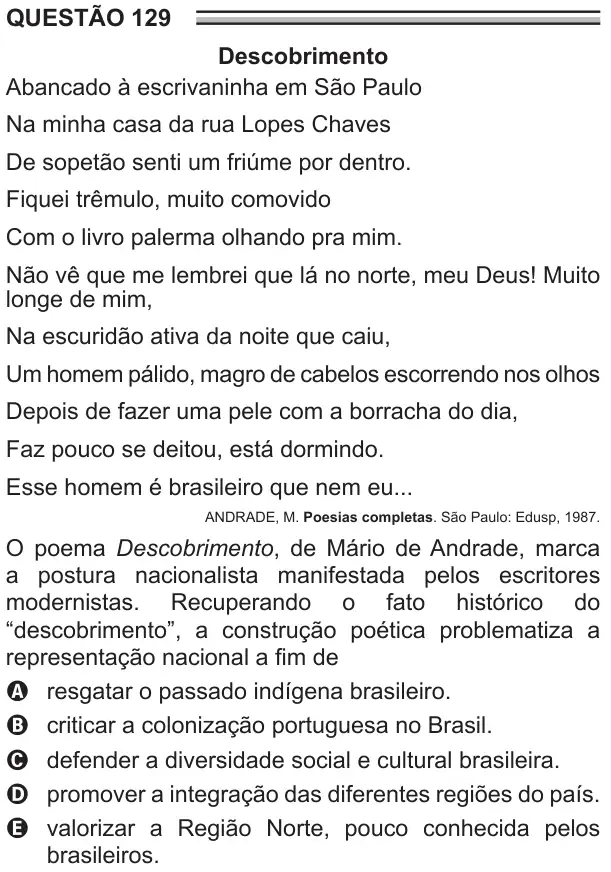 QUESTÃO 129
Descobrimento
Abancado à escrivaninha em São Paulo
Na minha casa da rua Lopes Chaves
De sopetão senti um friúme por dentro.
Fiquei trêmulo, muito comovido
Com o livro palerma olhando pra mim.
Não vê que me lembrei que lá no norte, meu Deus! Muito
longe de mim,
Na escuridão ativa da noite que caiu,
Um homem pálido, magro de cabelos escorrendo nos olhos
Depois de fazer uma pele com a borracha do dia,
Faz pouco se deitou, está dormindo.
Esse homem é brasileiro que nem eu...
ANDRADE, M. Poesias completas. São Paulo: Edusp, 1987.
O poema Descobrimento, de Mário de Andrade, marca
a postura nacionalista manifestada pelos escritores
modernistas. Recuperando o fato histórico do
“descobrimento”, a construção poética problematiza a
representação nacional a fim de
A resgatar o passado indígena brasileiro.
B criticar a colonização portuguesa no Brasil.
C defender a diversidade social e cultural brasileira.
D promover a integração das diferentes regiões do país.
E valorizar a Região Norte, pouco conhecida pelos
brasileiros.